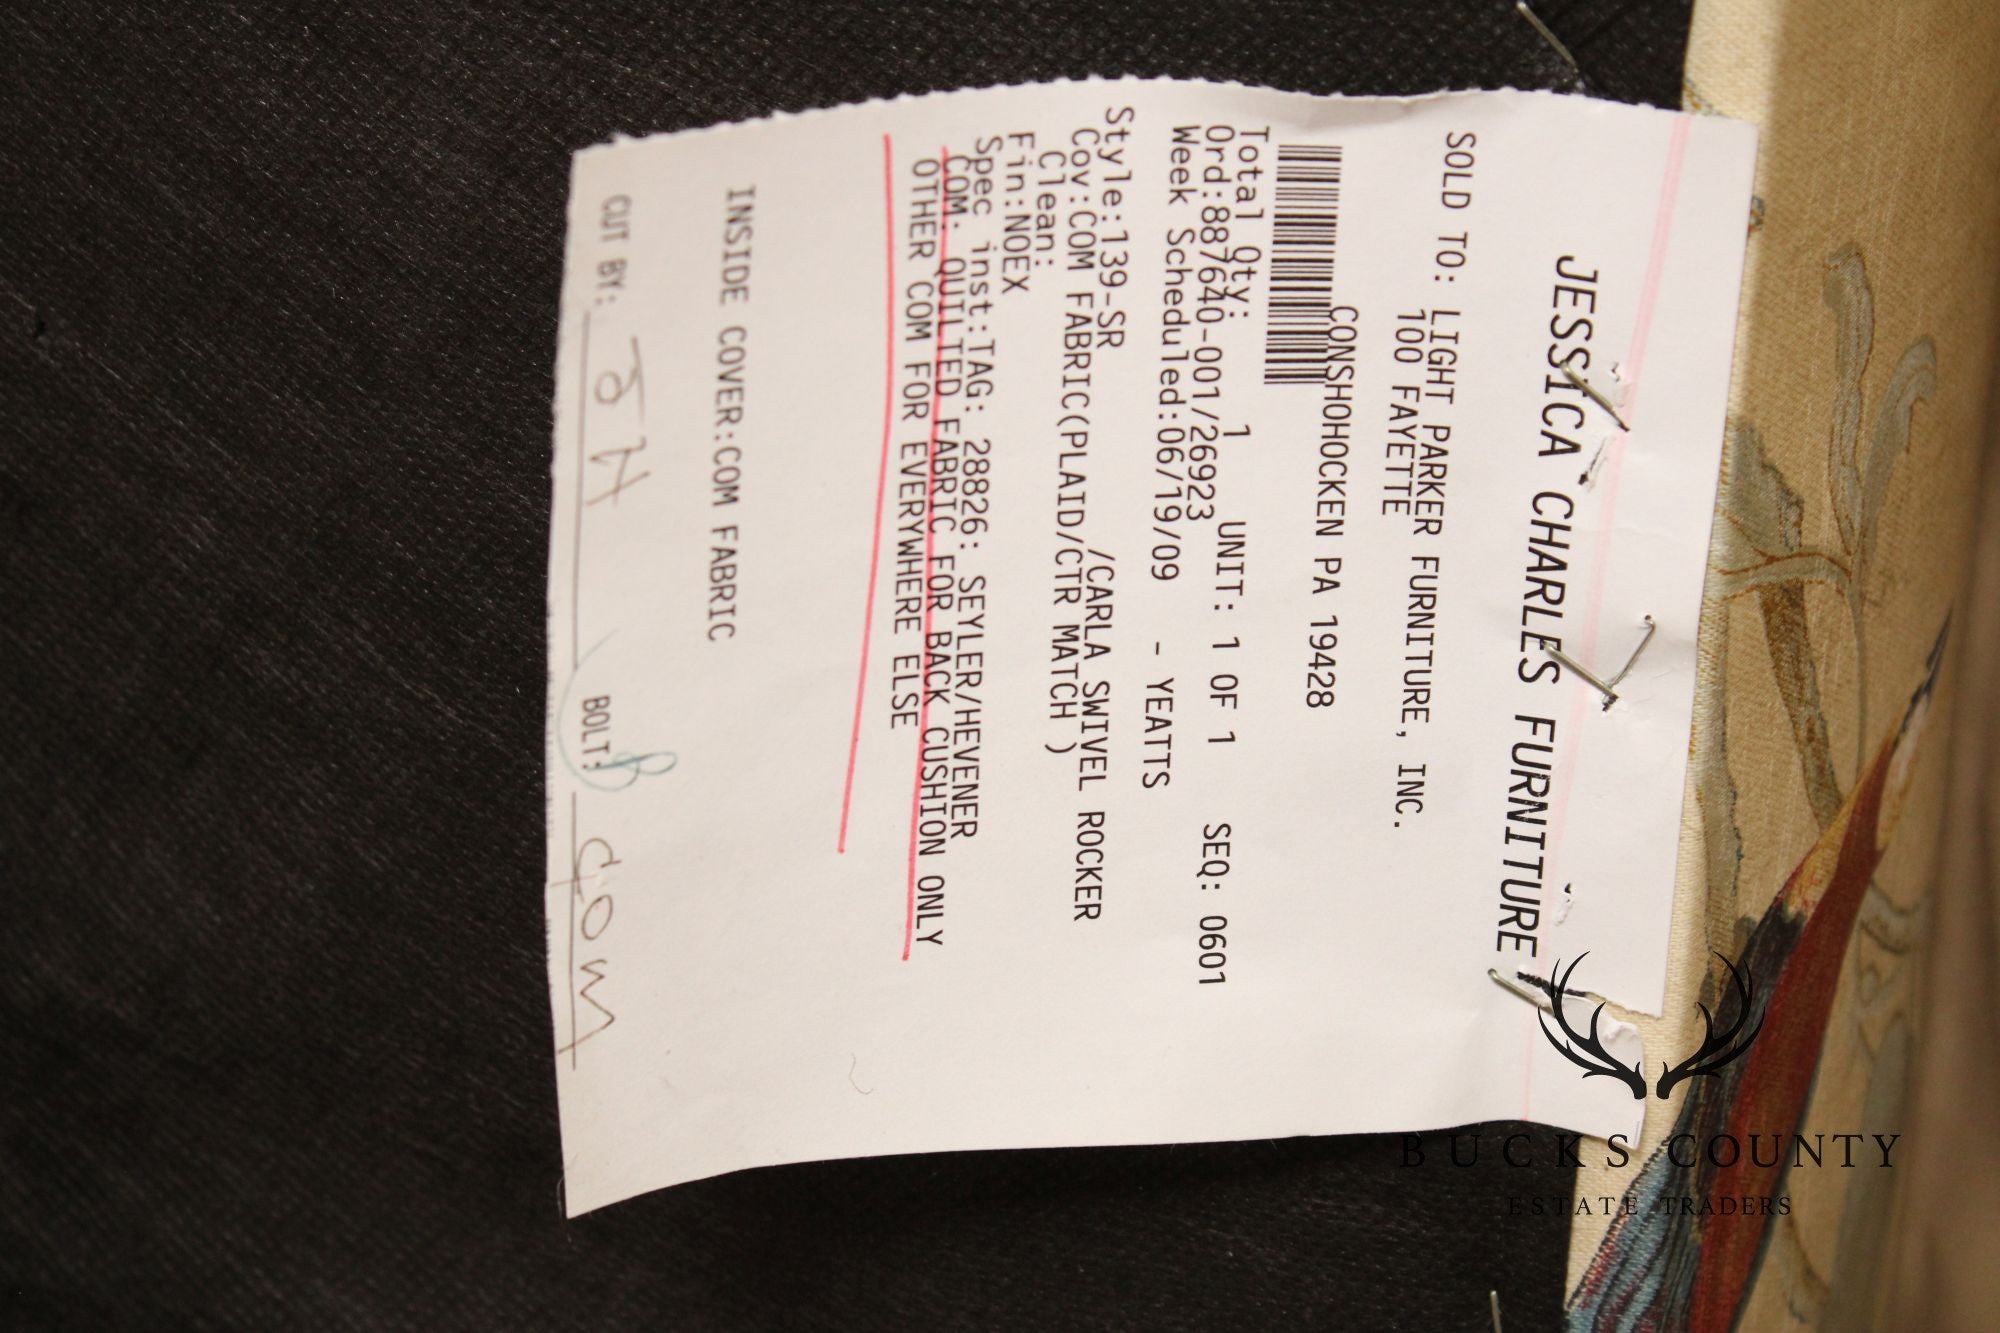 JESSICA CHARLES FURNITURE
SOLD TO: LIGHT PARKER FURNITURE, INC.
100 FAYETTE
CONSHOHOCKEN PA 19428
Total Qty: 1 UNIT: 1 OF 1 SEQ: 0601
Ord:887640-001/26923
Week Scheduled:06/19/09 - YEATTS
Style:139-SR /CARLA SWIVEL ROCKER
Cov:COM FABRIC(PLAID/CTR MATCH )
Clean:
Fin:NOEX
Spec inst:TAG: 28826: SEYLER/HEVENER
COM: QUILTED FABRIC FOR BACK CUSHION ONLY
OTHER COM FOR EVERYWHERE ELSE
INSIDE COVER:COM FABRIC
CUT BY: BOLT: com
BUCKS COUNTY
ESTATE TRADERS